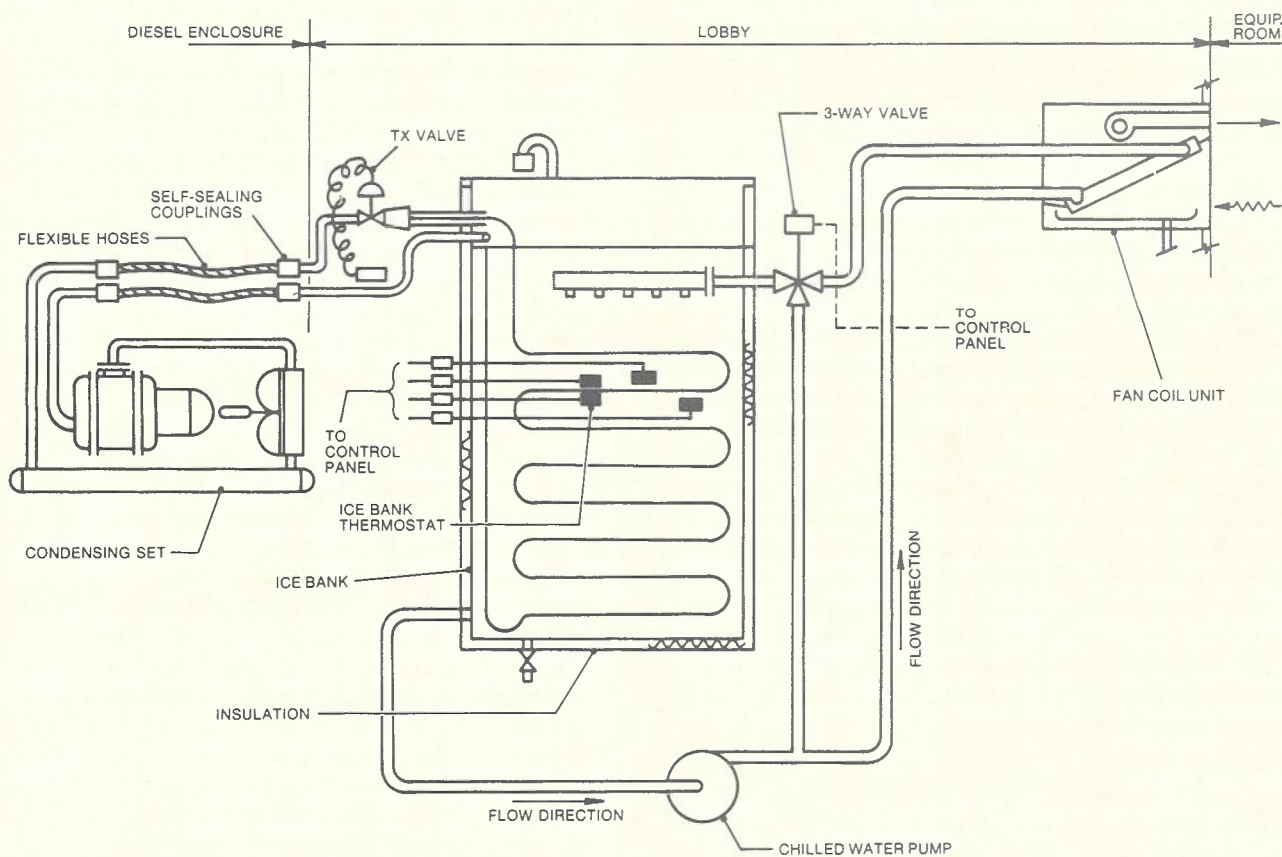 DIESEL ENCLOSURE
LOBBY
EQUIP.
ROOM
TX VALVE
3-WAY VALVE
SELF-SEALING
COUPLINGS
FLEXIBLE HOSES
TO
CONTROL
PANEL
FAN COIL UNIT
TO
CONTROL
PANEL
ICE BANK
THERMOSTAT
CONDENSING SET
ICE BANK
FLOW DIRECTION
INSULATION
FLOW DIRECTION
CHILLED WATER PUMP